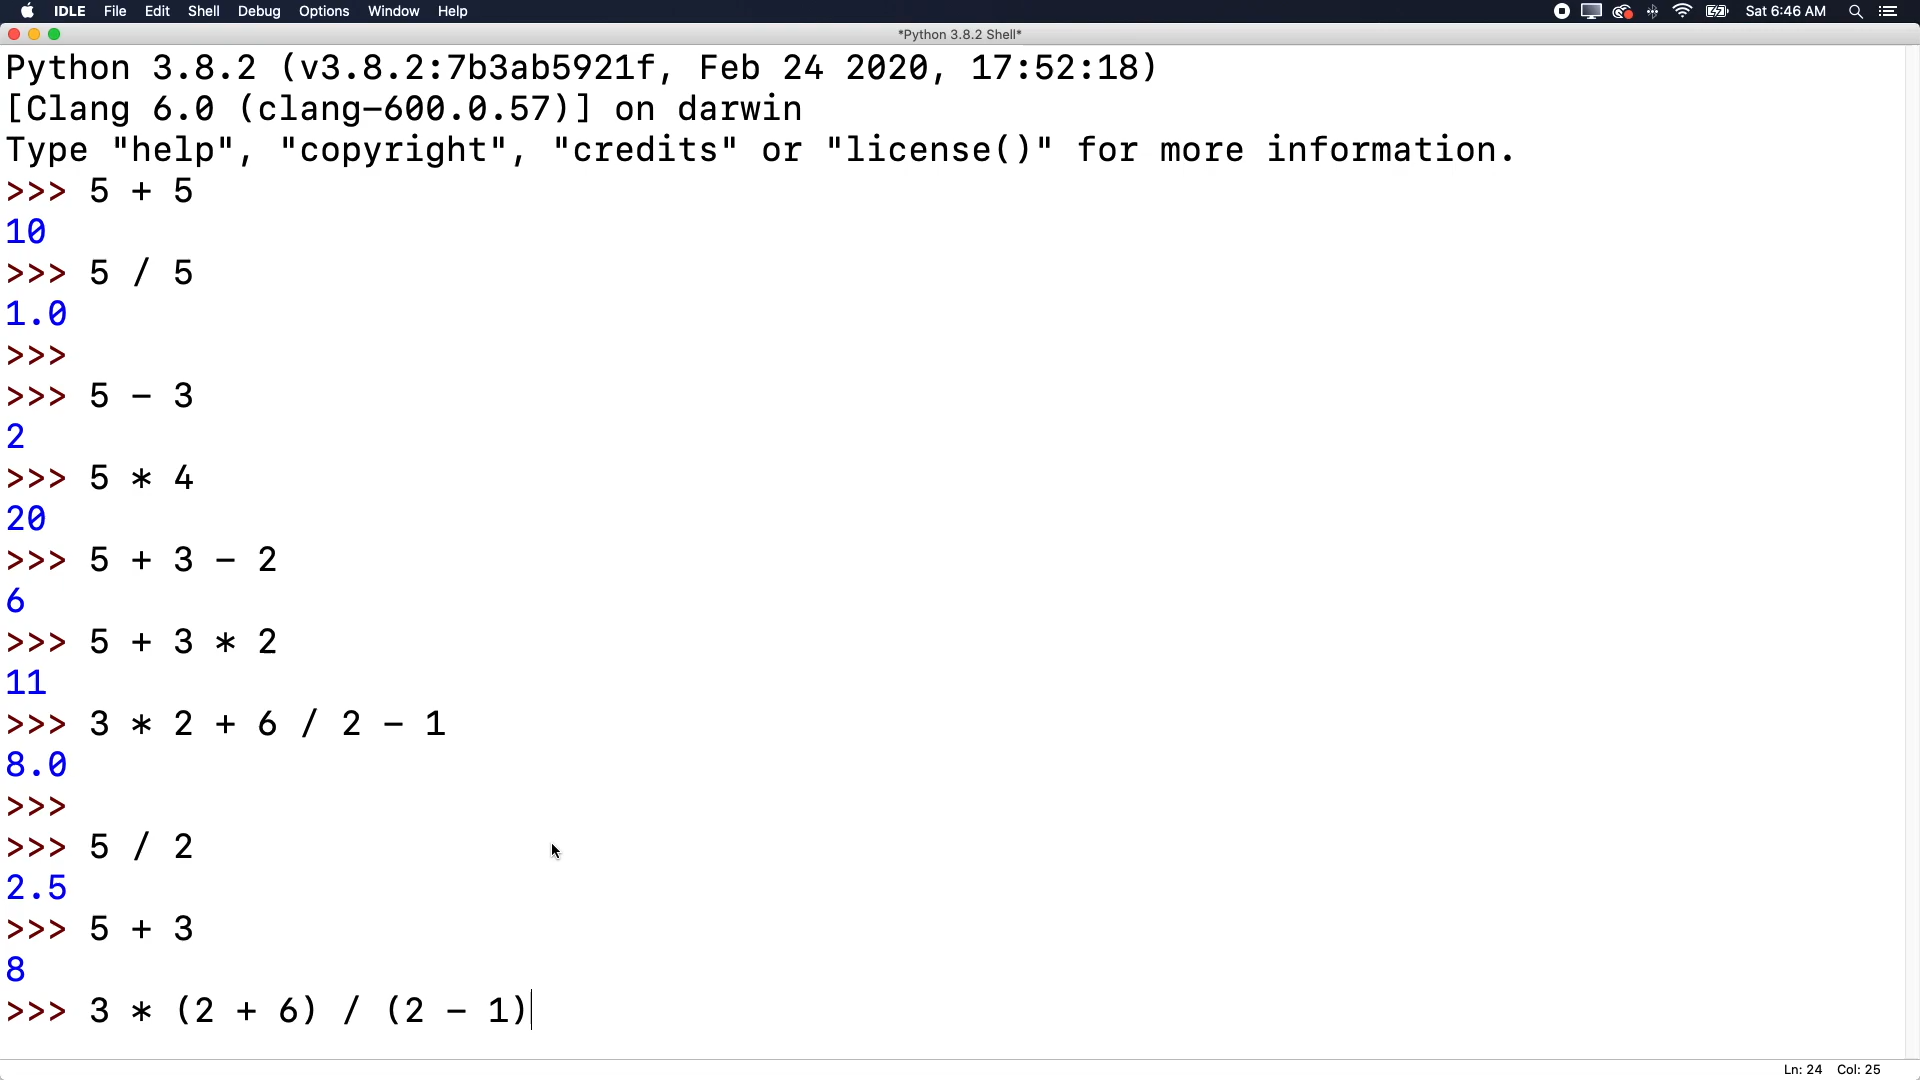 IDLE File Edit Shell Debug Options Window Help Sat 6:46 AM
*Python 3.8.2 Shell*
Python 3.8.2 (v3.8.2:7b3ab5921f, Feb 24 2020, 17:52:18)
[Clang 6.0 (clang-600.0.57)] on darwin
Type "help", "copyright", "credits" or "license()" for more information.
>>> 5 + 5
10
>>> 5 / 5
1.0
>>>
>>> 5 - 3
2
>>> 5 * 4
20
>>> 5 + 3 - 2
6
>>> 5 + 3 * 2
11
>>> 3 * 2 + 6 / 2 - 1
8.0
>>>
>>> 5 / 2
2.5
>>> 5 + 3
8
>>> 3 * (2 + 6) / (2 - 1)
Ln: 24 Col: 25